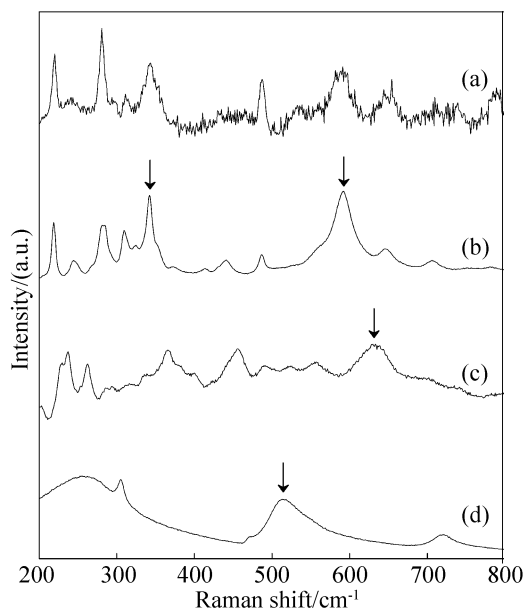 Intensity/(a.u.)
(a)
(b)
(c)
(d)
200 300 400 500 600 700 800
Raman shift/cm-1